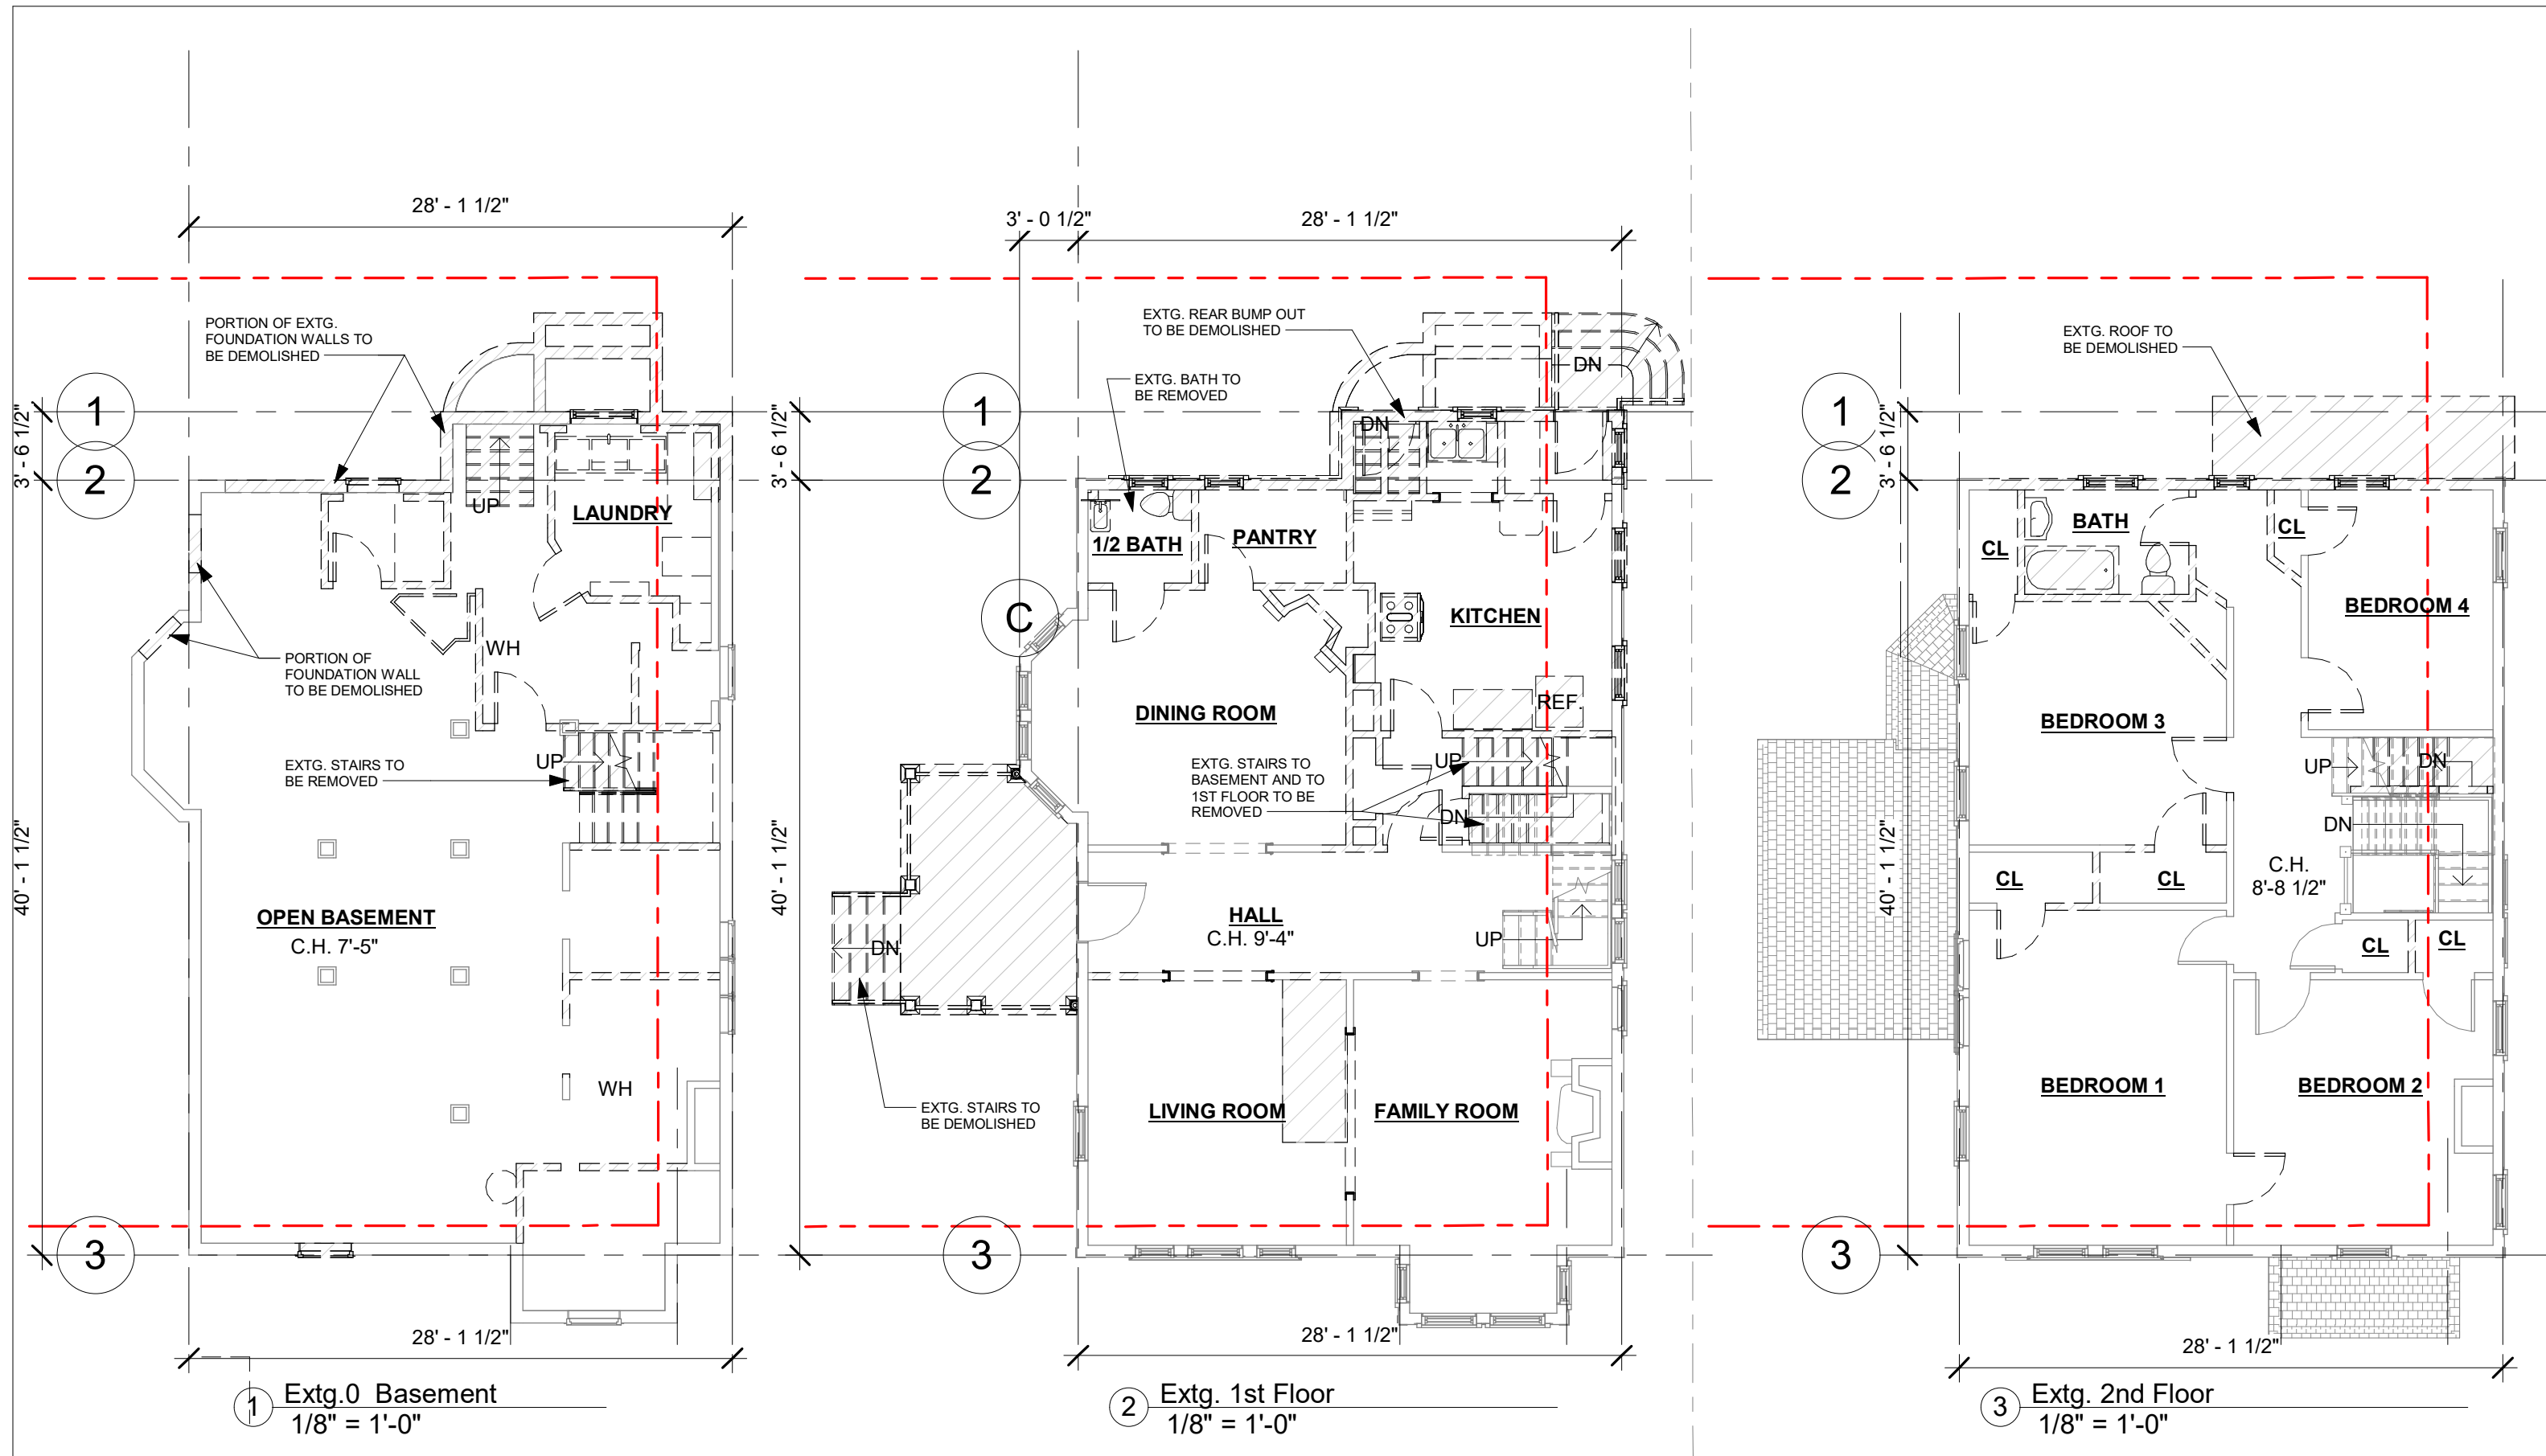 28' - 1 1/2"
PORTION OF EXTG.
FOUNDATION WALLS TO
BE DEMOLISHED
1
2
3' - 6 1/2"
UP
LAUNDRY
WH
PORTION OF
FOUNDATION WALL
TO BE DEMOLISHED
EXTG. STAIRS TO
BE REMOVED
UP
40' - 1 1/2"
OPEN BASEMENT
C.H. 7'-5"
WH
3
28' - 1 1/2"
1
Extg.0 Basement
1/8" = 1'-0"
3' - 0 1/2"
28' - 1 1/2"
EXTG. REAR BUMP OUT
TO BE DEMOLISHED
DN
EXTG. BATH TO
BE REMOVED
1
2
3' - 6 1/2"
DN
1/2 BATH
PANTRY
C
KITCHEN
DINING ROOM
REF.
EXTG. STAIRS TO
BASEMENT AND TO
1ST FLOOR TO BE
REMOVED
UP
DN
40' - 1 1/2"
HALL
C.H. 9'-4"
UP
DN
LIVING ROOM
FAMILY ROOM
EXTG. STAIRS TO
BE DEMOLISHED
3
28' - 1 1/2"
2
Extg. 1st Floor
1/8" = 1'-0"
EXTG. ROOF TO
BE DEMOLISHED
1
2
3' - 6 1/2"
BATH
CL
CL
BEDROOM 4
BEDROOM 3
UP
DN
DN
C.H.
8'-8 1/2"
CL
CL
40' - 1 1/2"
CL
CL
BEDROOM 1
BEDROOM 2
3
28' - 1 1/2"
3
Extg. 2nd Floor
1/8" = 1'-0"